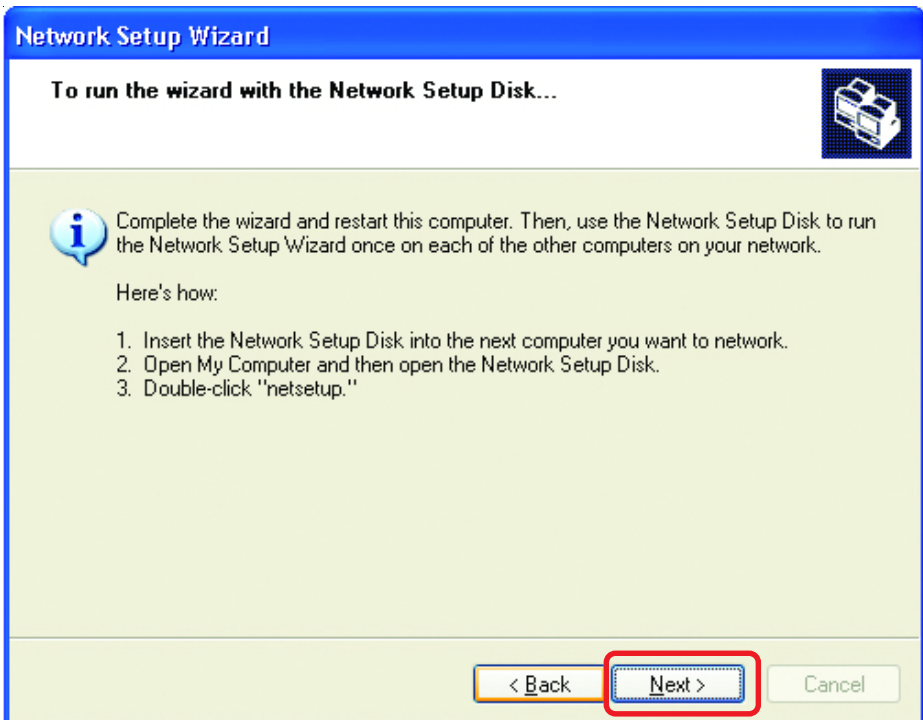 Network Setup Wizard
To run the wizard with the Network Setup Disk...
Complete the wizard and restart this computer. Then, use the Network Setup Disk to run
the Network Setup Wizard once on each of the other computers on your network.
Here's how:
1. Insert the Network Setup Disk into the next computer you want to network.
2. Open My Computer and then open the Network Setup Disk.
3. Double-click "netsetup."
< Back Next > Cancel